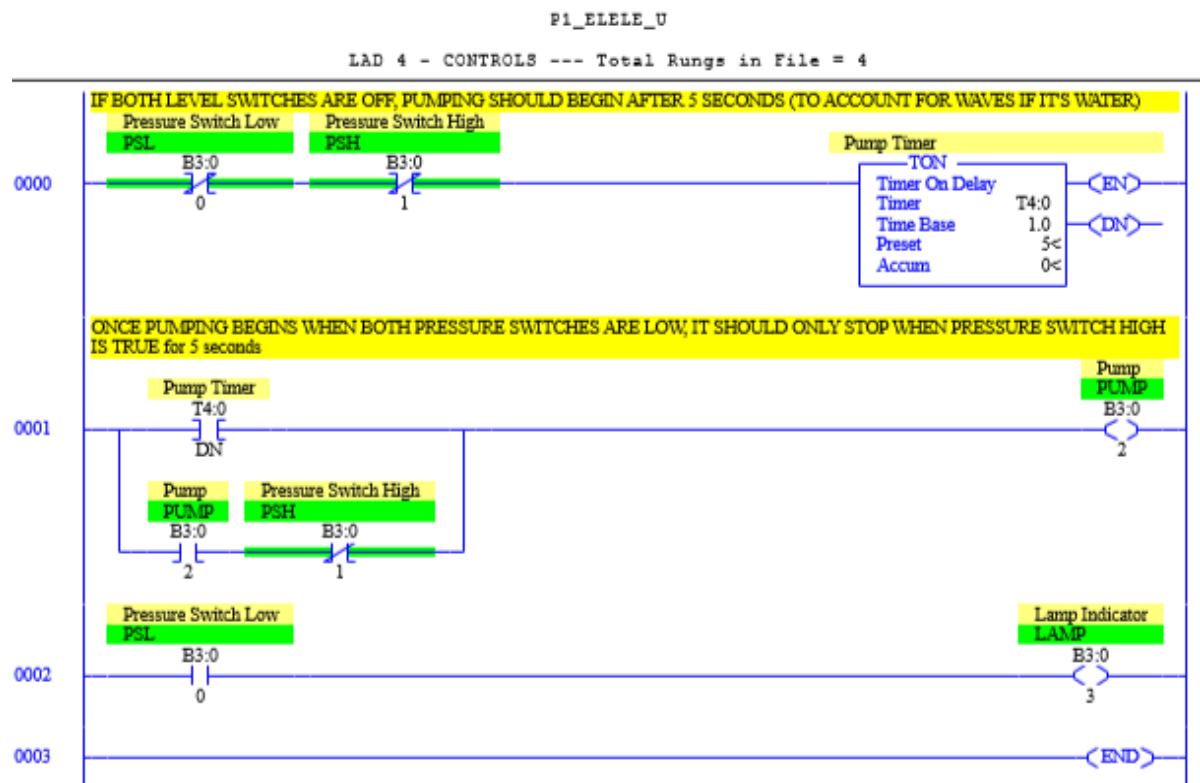 P1_ELELE_U
LAD 4 - CONTROLS --- Total Rungs in File = 4
IF BOTH LEVEL SWITCHES ARE OFF, PUMPING SHOULD BEGIN AFTER 5 SECONDS (TO ACCOUNT FOR WAVES IF IT'S WATER)
Pressure Switch Low Pressure Switch High
PSL PSH Pump Timer
B3:0 B3:0 TON
0000 Timer On Delay EN
0 1 Timer T4:0
Time Base 1.0 DN
Preset 5<
Accum 0<
ONCE PUMPING BEGINS WHEN BOTH PRESSURE SWITCHES ARE LOW, IT SHOULD ONLY STOP WHEN PRESSURE SWITCH HIGH
IS TRUE for 5 seconds
Pump
Pump Timer PUMP
T4:0 B3:0
0001
DN 2
Pump Pressure Switch High
PUMP PSH
B3:0 B3:0
2 1
Pressure Switch Low Lamp Indicator
PSL LAMP
B3:0 B3:0
0002
0 3
0003 END